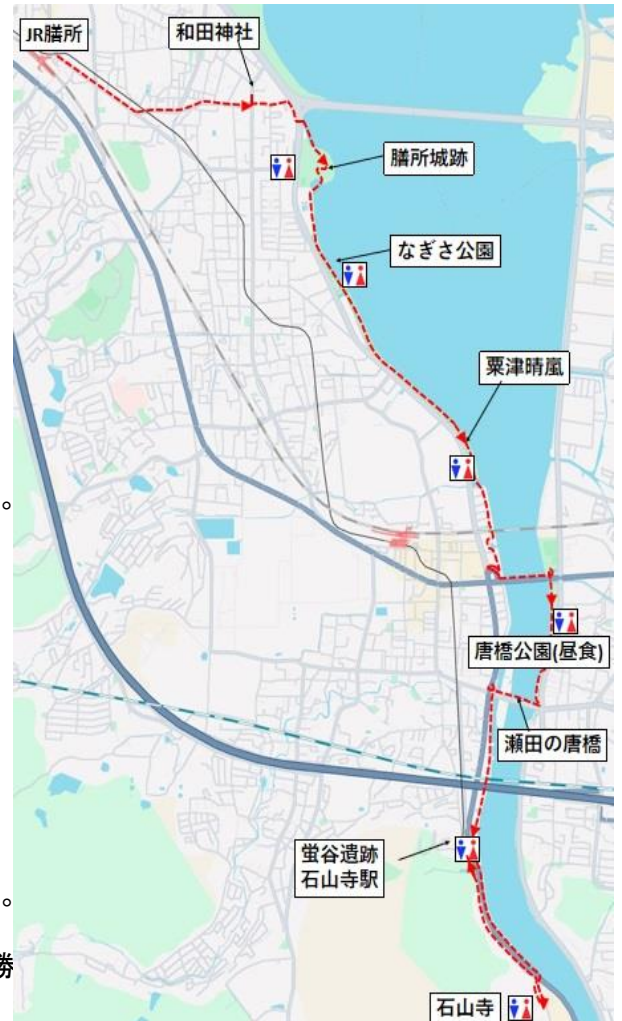 JR膳所
和田神社
膳所城跡
なぎさ公園
粟津晴嵐
。
唐橋公園(昼食)
瀬田の唐橋
蛍谷遺跡
石山寺駅
。
勝
石山寺